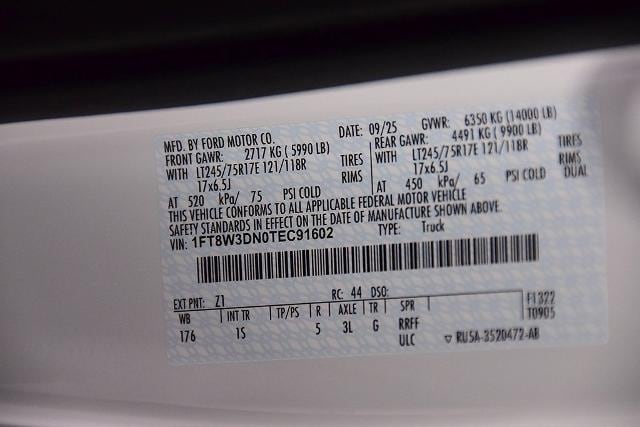 MFD. BY FORD MOTOR CO. DATE: 09/25 GVWR: 6350 KG (14000 LB)
FRONT GAWR: 2717 KG (5990 LB) REAR GAWR: 4491 KG (9900 LB)
WITH LT245/75R17E 121/118R TIRES WITH LT245/75R17E 121/118R TIRES
17x6.5J RIMS 17x6.5J RIMS
AT 520 kPa/ 75 PSI COLD AT 450 kPa/ 65 PSI COLD DUAL
THIS VEHICLE CONFORMS TO ALL APPLICABLE FEDERAL MOTOR VEHICLE
SAFETY STANDARDS IN EFFECT ON THE DATE OF MANUFACTURE SHOWN ABOVE.
VIN: 1FT8W3DN0TEC91602 TYPE: Truck
EXT PNT: Z1 RC: 44 DSO: F1322
WB INT TR TP/PS R AXLE TR SPR T0905
176 1S 5 3L G RRFF
ULC ▽ RU5A-3520472-AB